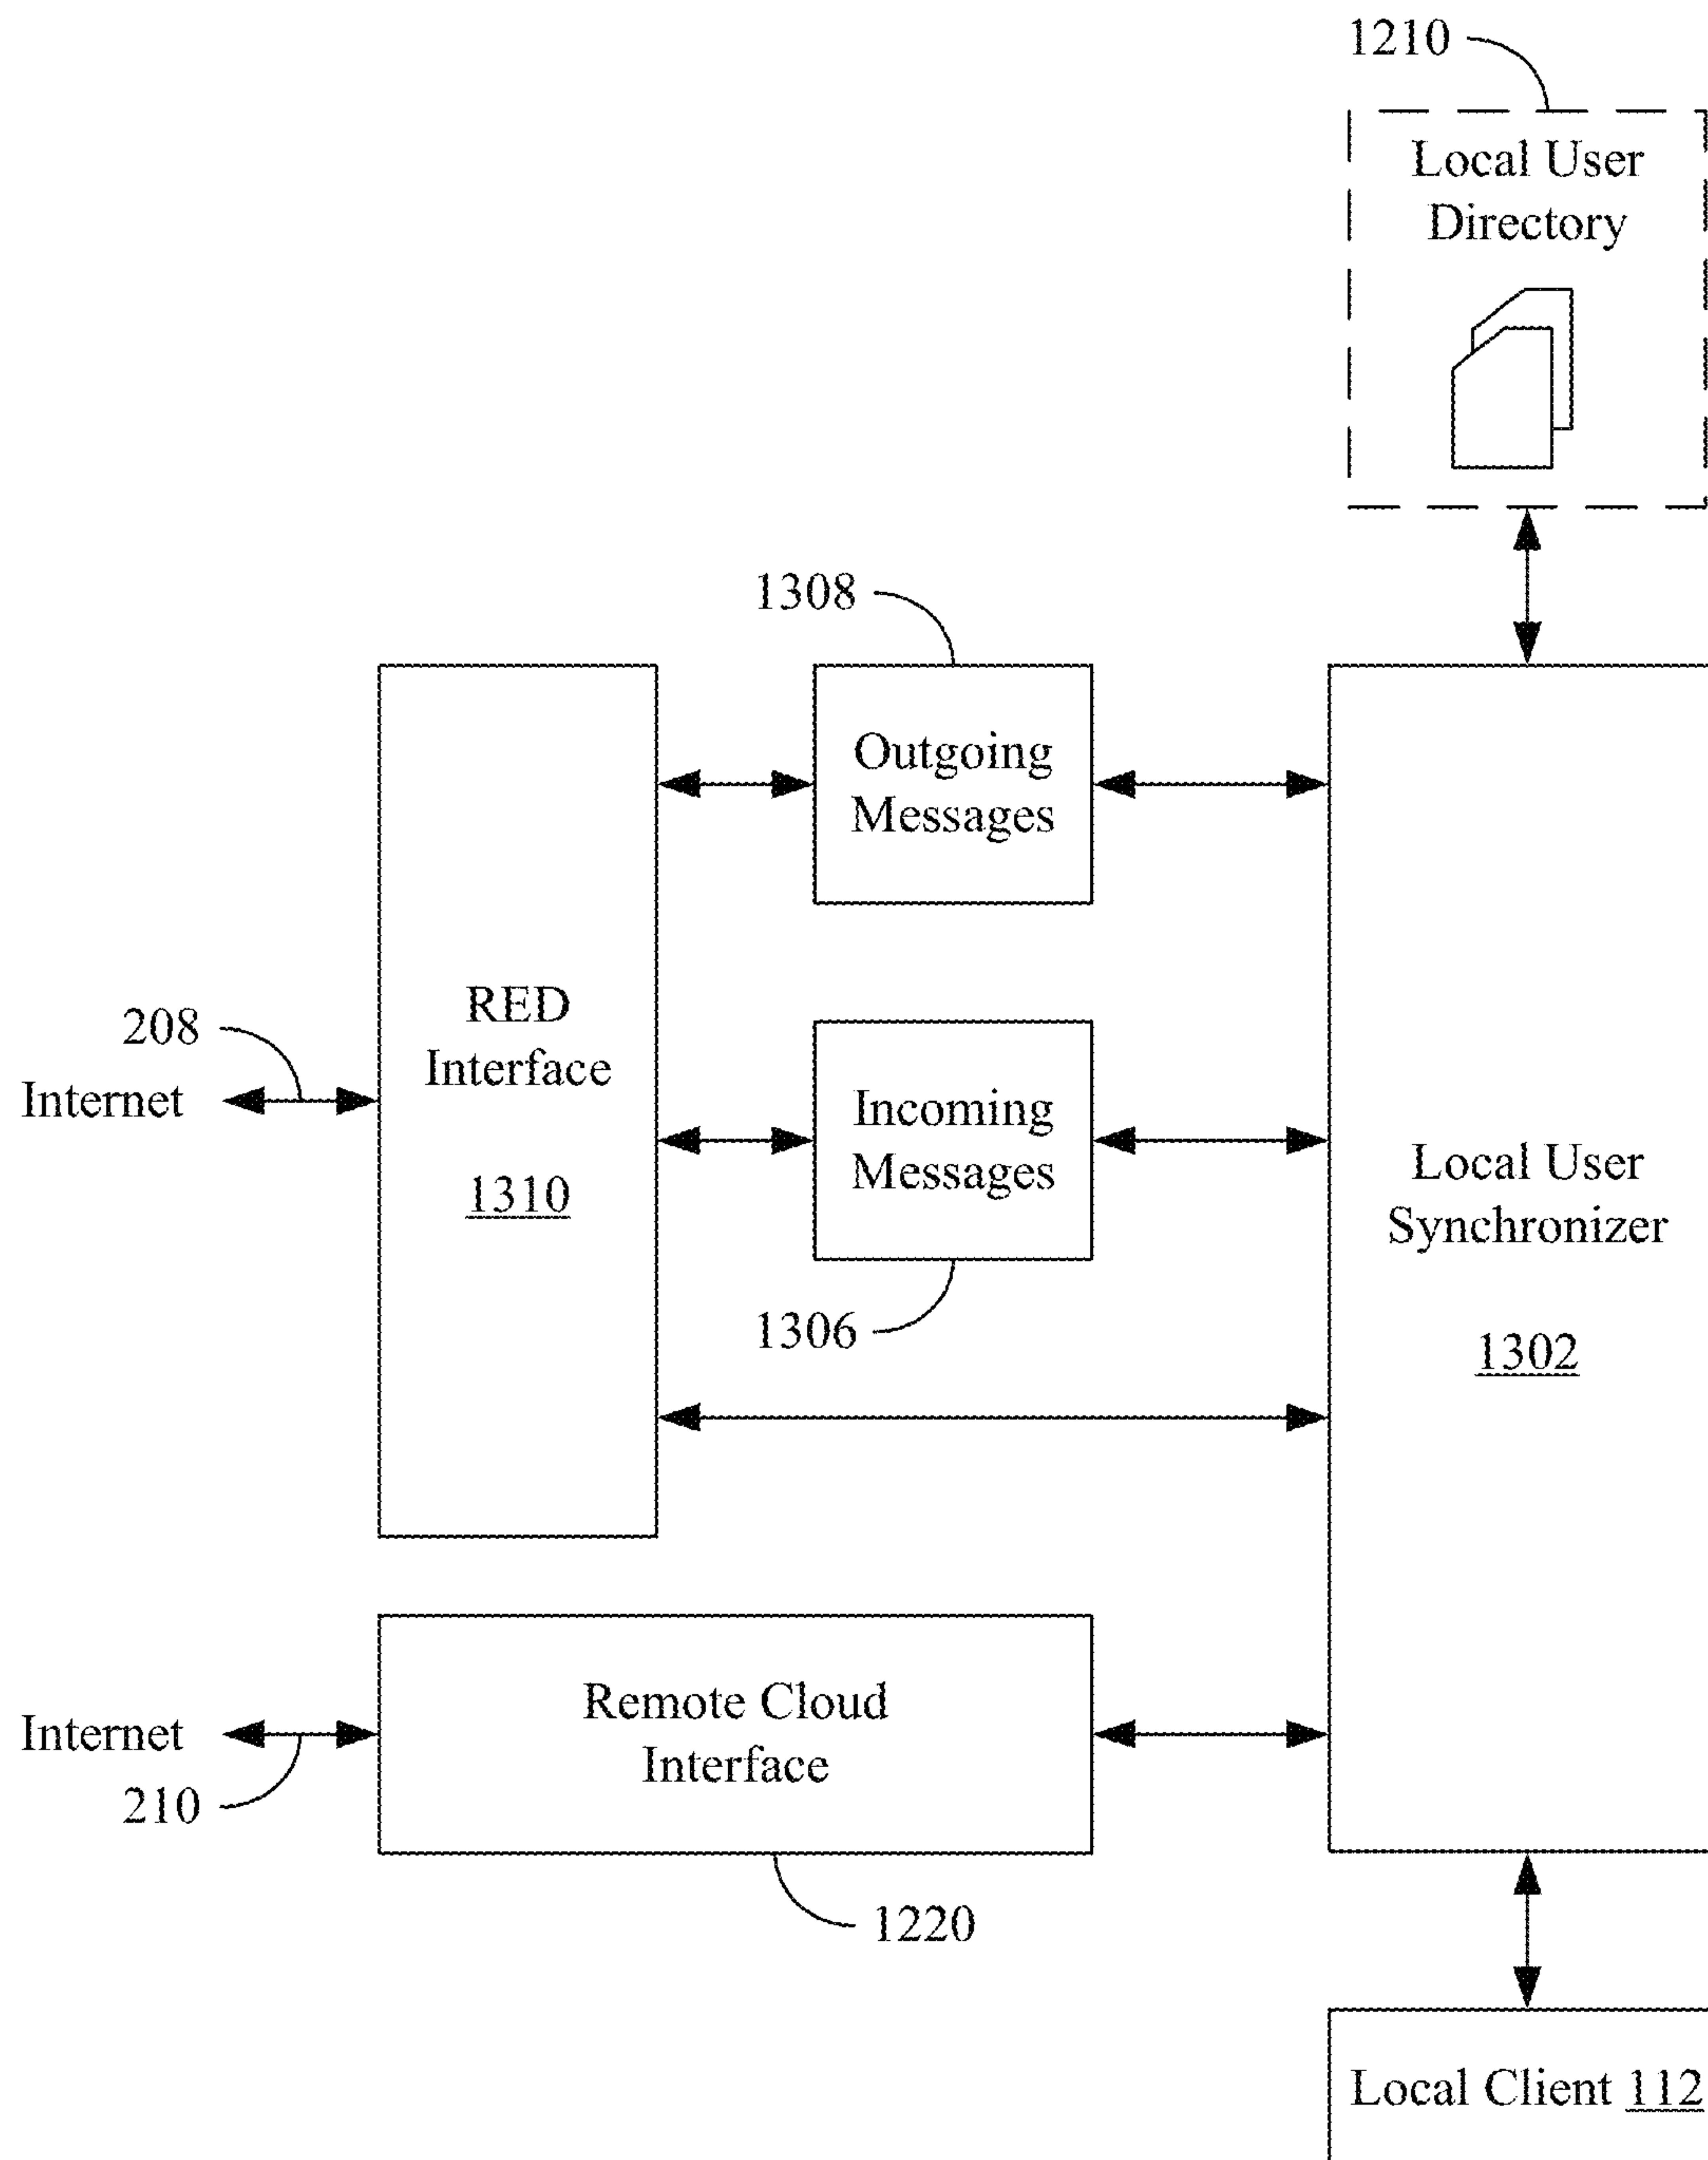 1210
Local User
Directory
1308
Outgoing
Messages
RED
Interface
1310
208
Internet
Incoming
Messages
1306
Local User
Synchronizer
1302
Remote Cloud
Interface
Internet
210
1220
Local Client 112